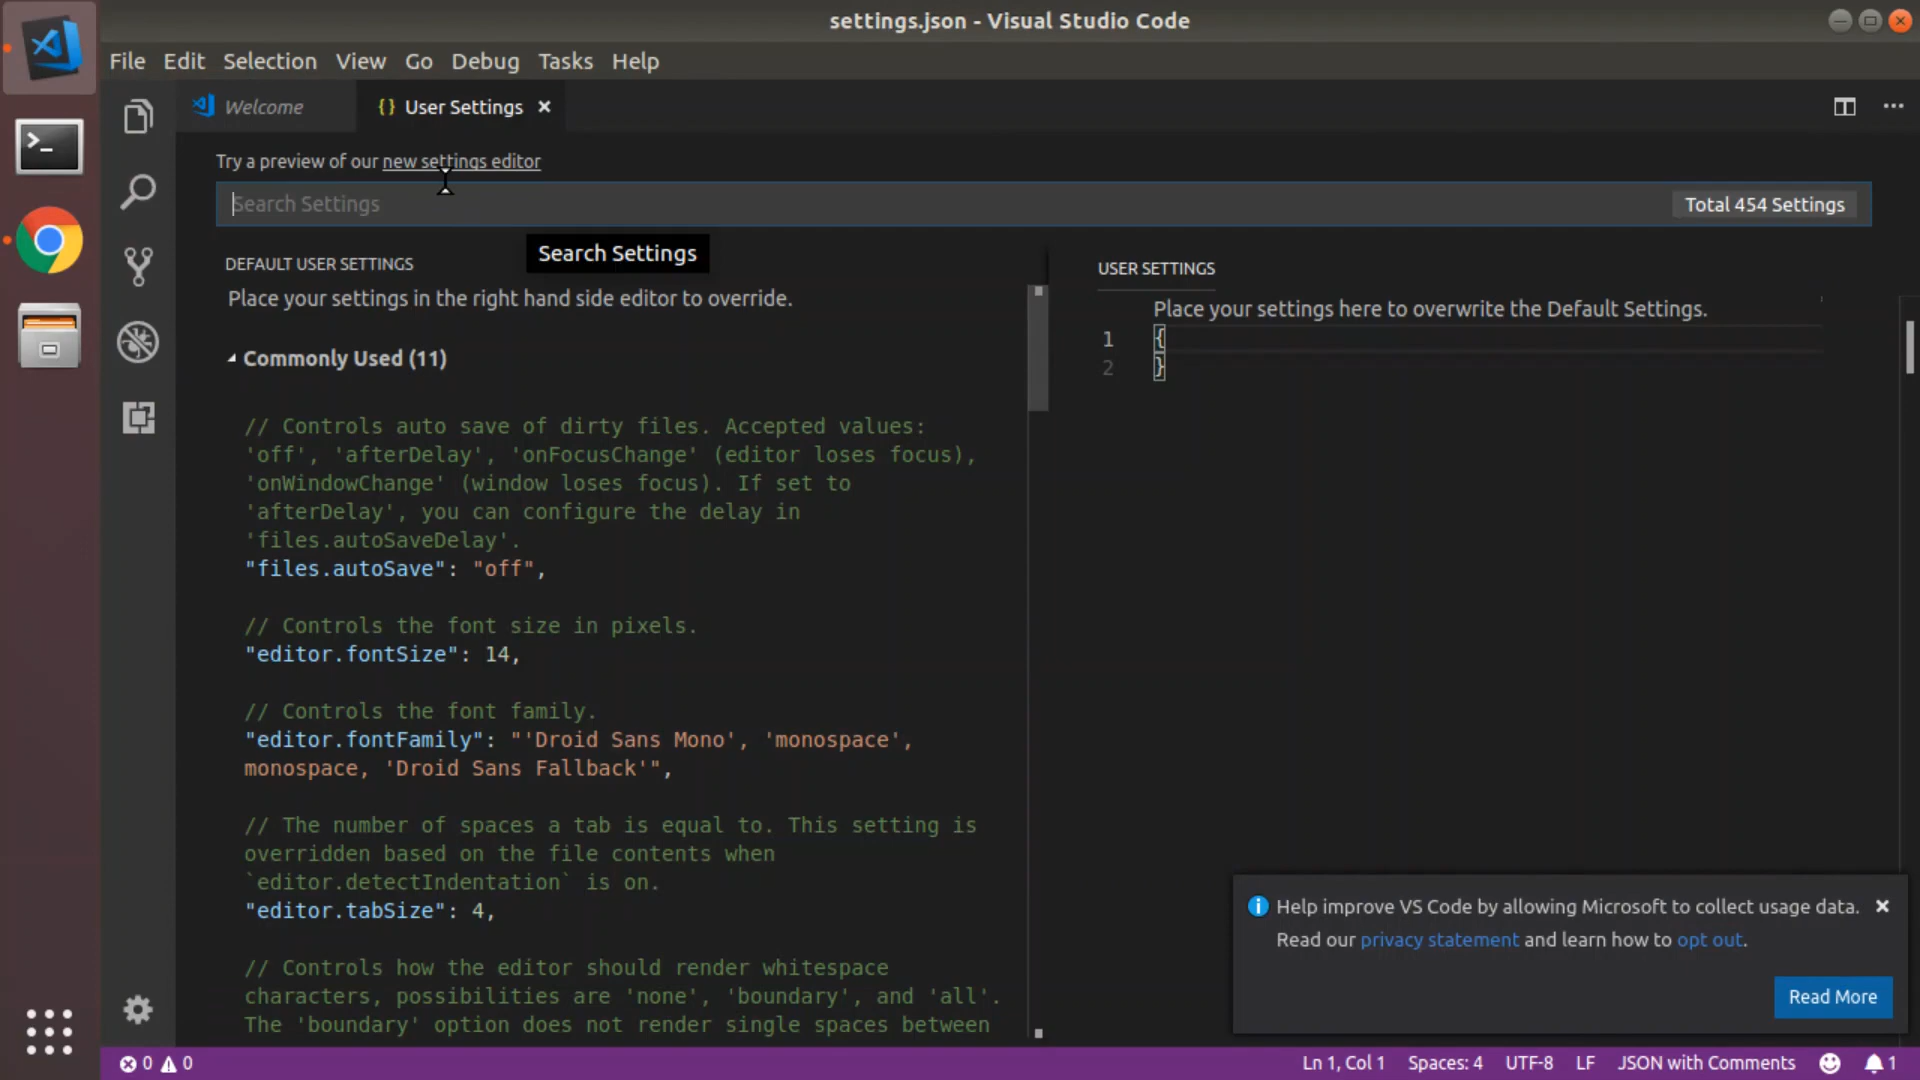 settings.json - Visual Studio Code
File Edit Selection View Go Debug Tasks Help
Welcome
{} User Settings
Try a preview of our new settings editor
Search Settings
Total 454 Settings
Search Settings
DEFAULT USER SETTINGS
Place your settings in the right hand side editor to override.
Commonly Used (11)
// Controls auto save of dirty files. Accepted values:
'off', 'afterDelay', 'onFocusChange' (editor loses focus),
'onWindowChange' (window loses focus). If set to
'afterDelay', you can configure the delay in
'files.autoSaveDelay'.
"files.autoSave": "off",
// Controls the font size in pixels.
"editor.fontSize": 14,
// Controls the font family.
"editor.fontFamily": "'Droid Sans Mono', 'monospace',
monospace, 'Droid Sans Fallback'",
// The number of spaces a tab is equal to. This setting is
overridden based on the file contents when
`editor.detectIndentation` is on.
"editor.tabSize": 4,
// Controls how the editor should render whitespace
characters, possibilities are 'none', 'boundary', and 'all'.
The 'boundary' option does not render single spaces between
USER SETTINGS
Place your settings here to overwrite the Default Settings.
1 {
2 }
Help improve VS Code by allowing Microsoft to collect usage data.
Read our privacy statement and learn how to opt out.
Read More
0 0
Ln 1, Col 1 Spaces: 4 UTF-8 LF JSON with Comments 1